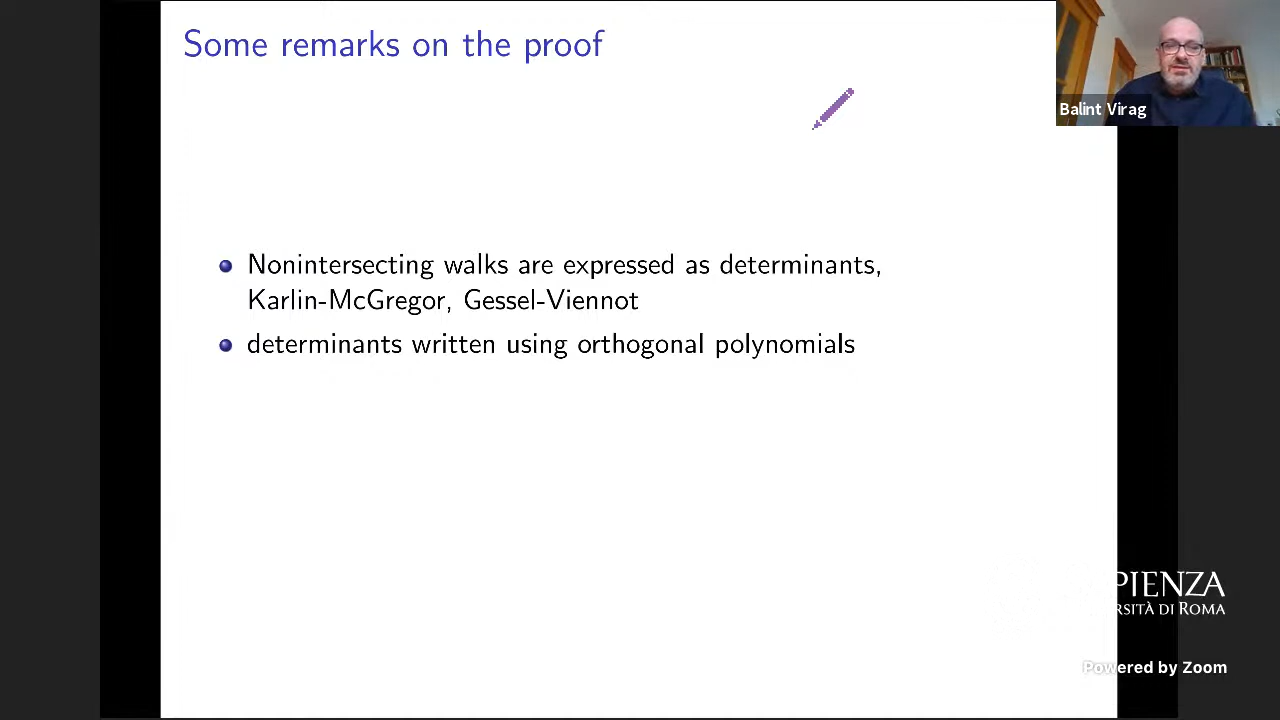 Some remarks on the proof
Balint Virag
Nonintersecting walks are expressed as determinants,
Karlin-McGregor, Gessel-Viennot
determinants written using orthogonal polynomials
PIENZA
RSITÀ DI ROMA
Powered by Zoom